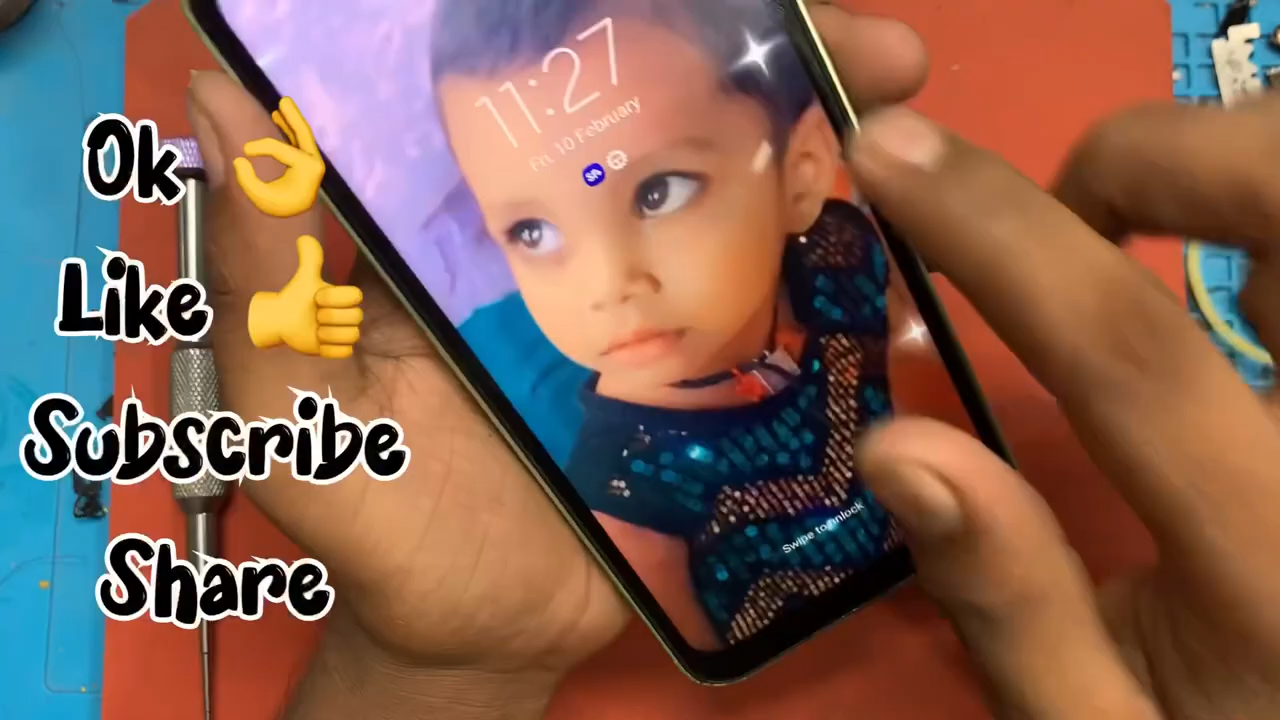 Ok 👌
Like 👍
Subscribe
Share
11:27
Fri, 10 February
Swipe to unlock